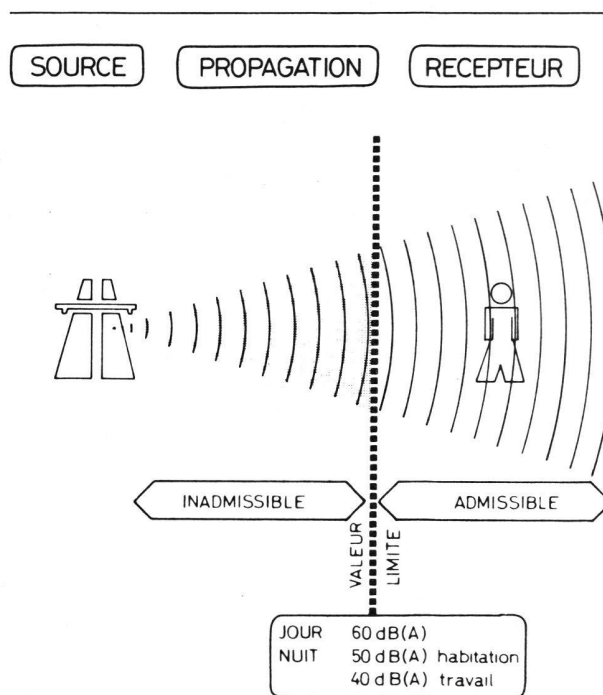 SOURCE PROPAGATION RECEPTEUR
INADMISSIBLE ADMISSIBLE
VALEUR
LIMITE
JOUR 60 dB(A)
NUIT 50 dB(A) habitation
40 dB(A) travail